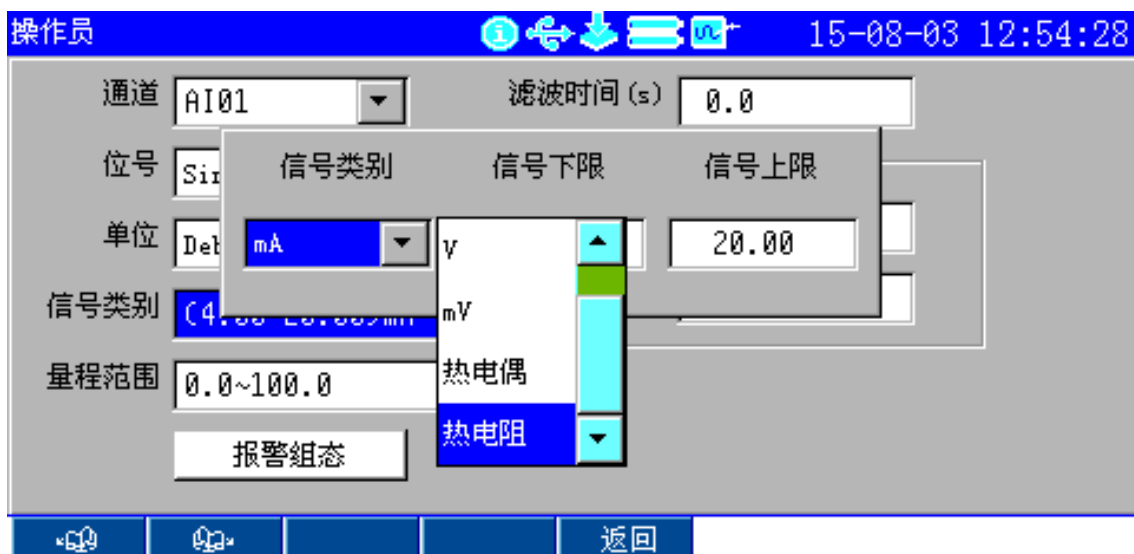 操作员 15-08-03 12:54:28
通道 AI01 滤波时间(s) 0.0
位号 信号类别 信号下限 信号上限
单位 mA V 20.00
信号类别 mV
热电偶
量程范围 0.0~100.0
热电阻
报警组态
返回